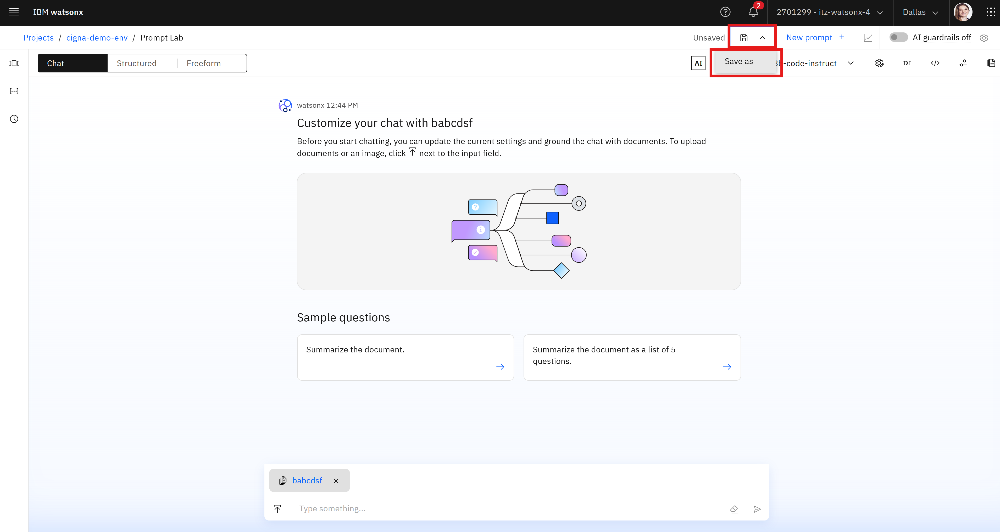 IBM watsonx
2
2701299 - itz-watsonx-4
Dallas
Projects / cigna-demo-env / Prompt Lab
Unsaved
New prompt +
AI guardrails off
Chat
Structured
Freeform
AI
Save as
b-code-instruct
TXT
</>
watsonx 12:44 PM
Customize your chat with babcdsf
Before you start chatting, you can update the current settings and ground the chat with documents. To upload
documents or an image, click next to the input field.
Sample questions
Summarize the document.
Summarize the document as a list of 5
questions.
babcdsf
Type something...